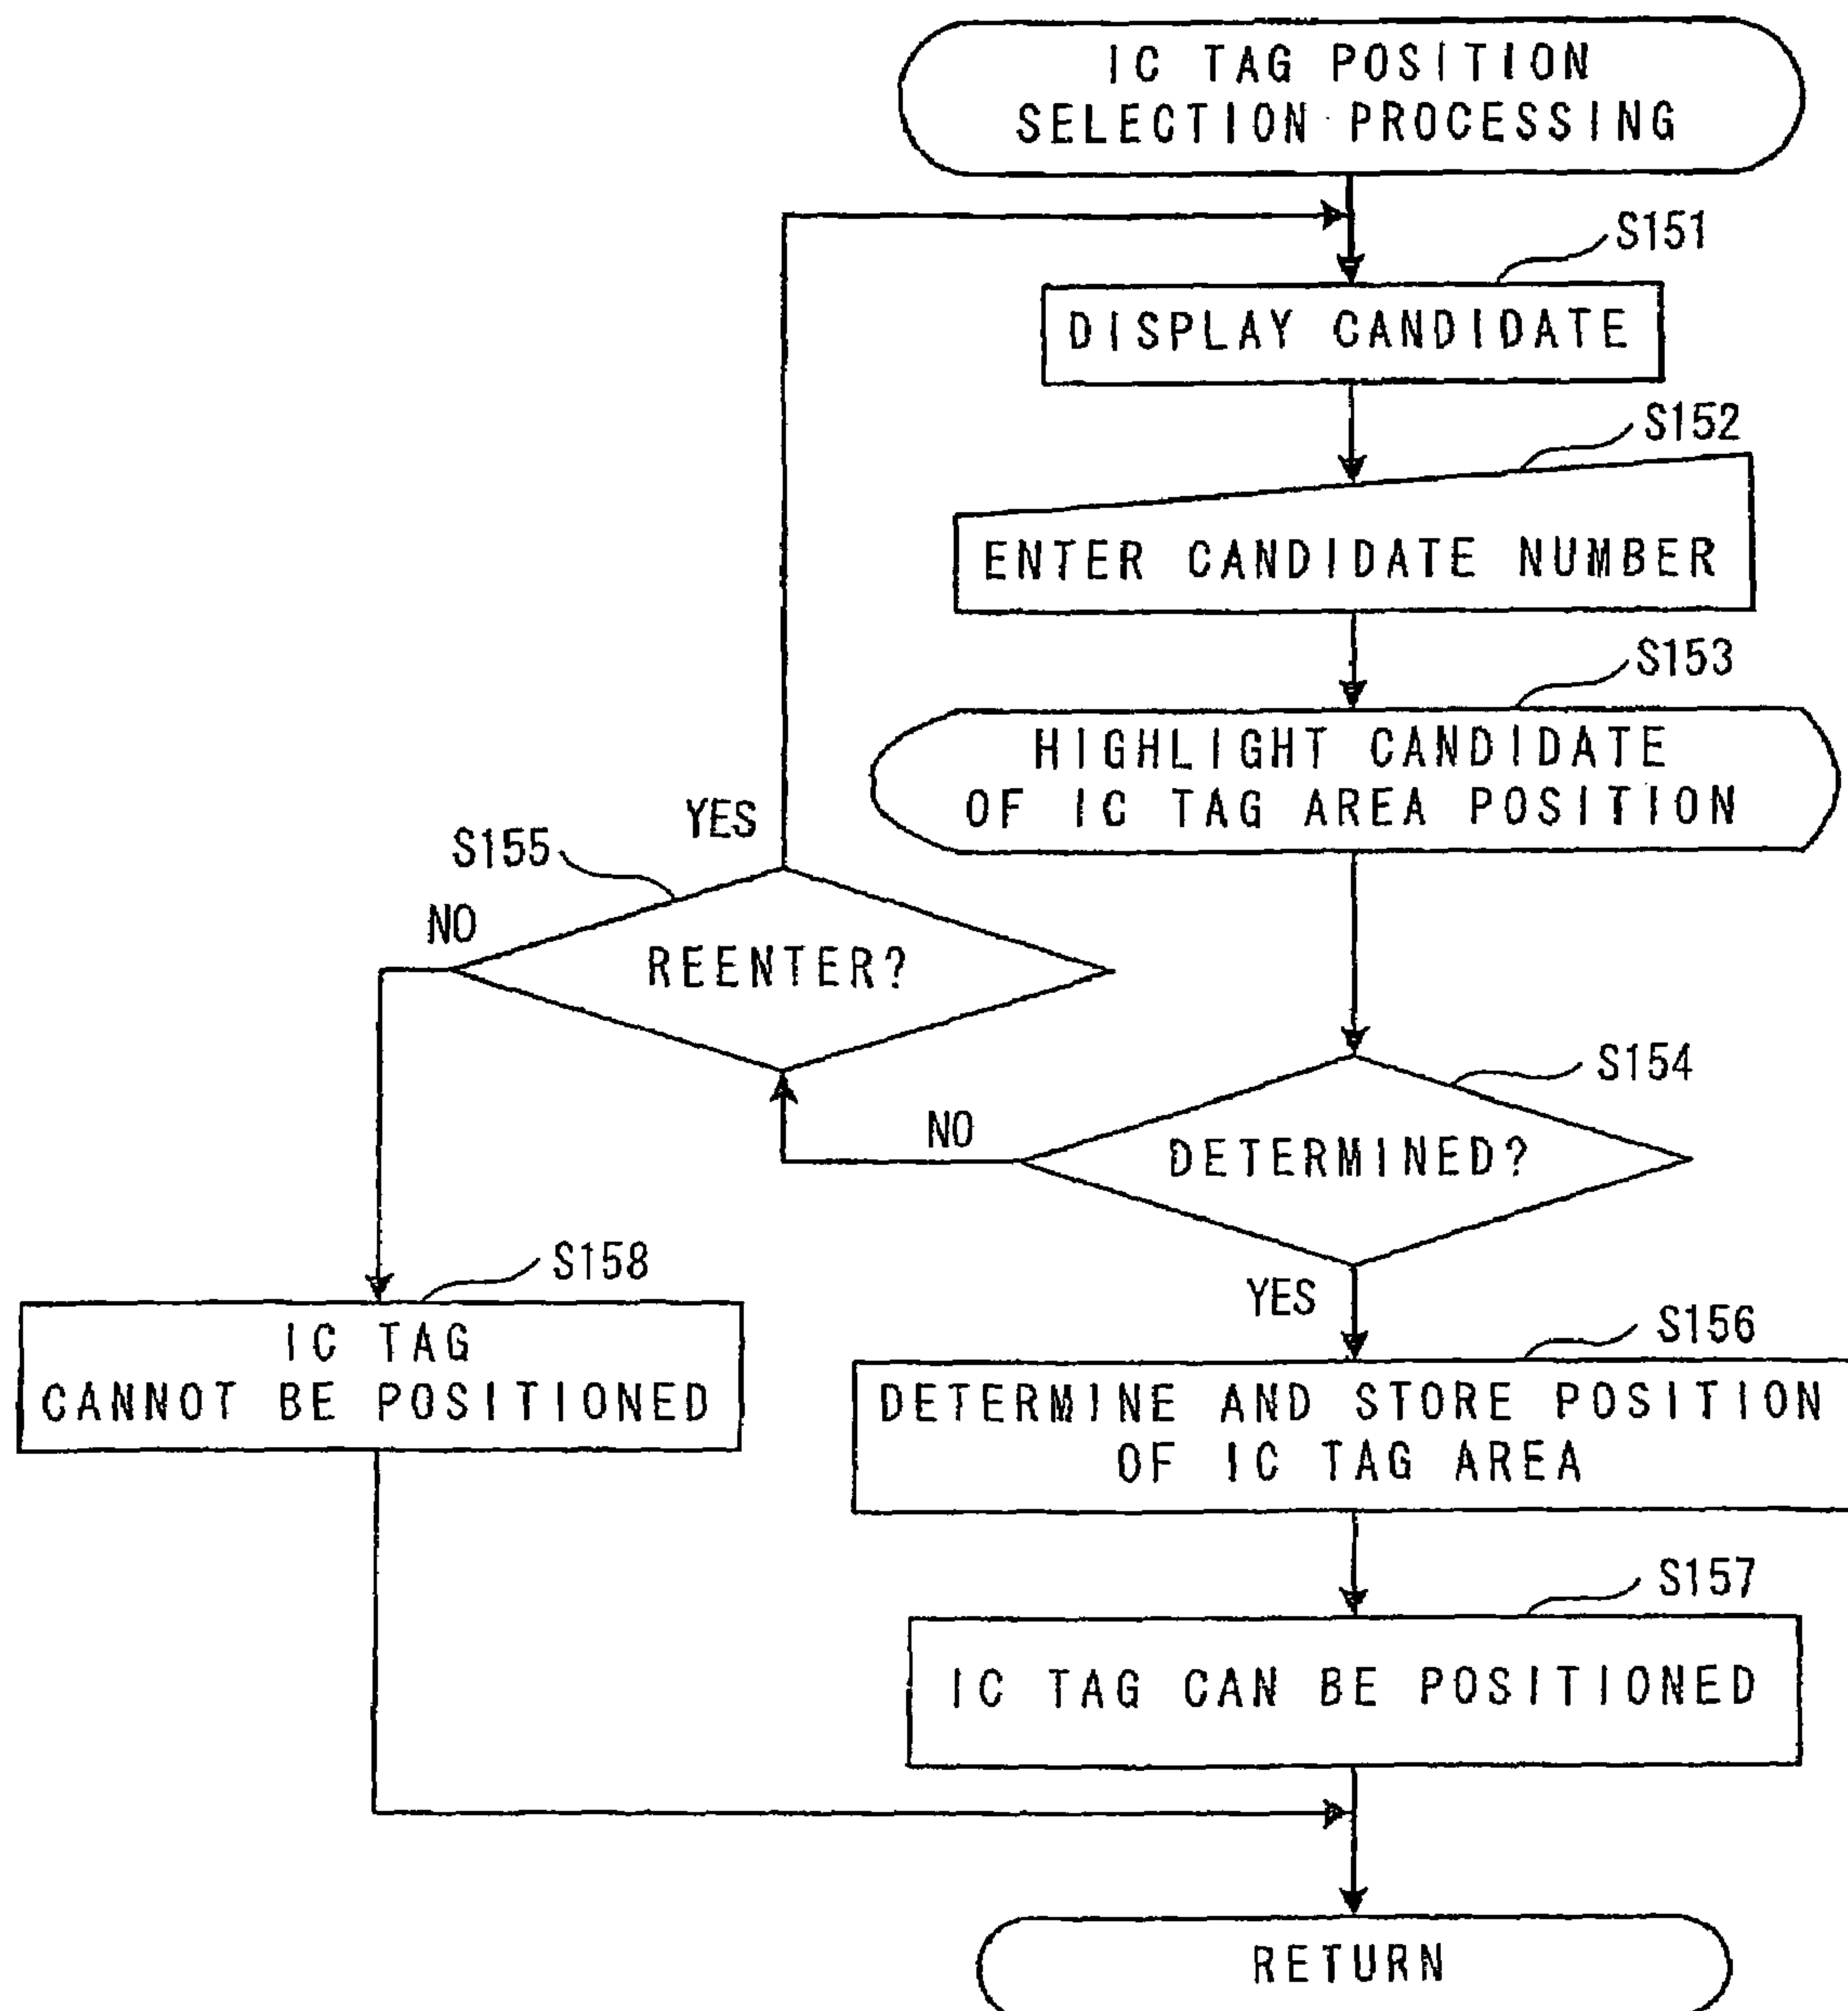 IC TAG POSITION
SELECTION PROCESSING
S151
DISPLAY CANDIDATE
S152
ENTER CANDIDATE NUMBER
S153
HIGHLIGHT CANDIDATE
OF IC TAG AREA POSITION
YES
S155
NO
REENTER?
S154
NO
DETERMINED?
S158
YES
IC TAG
CANNOT BE POSITIONED
S156
DETERMINE AND STORE POSITION
OF IC TAG AREA
S157
IC TAG CAN BE POSITIONED
RETURN